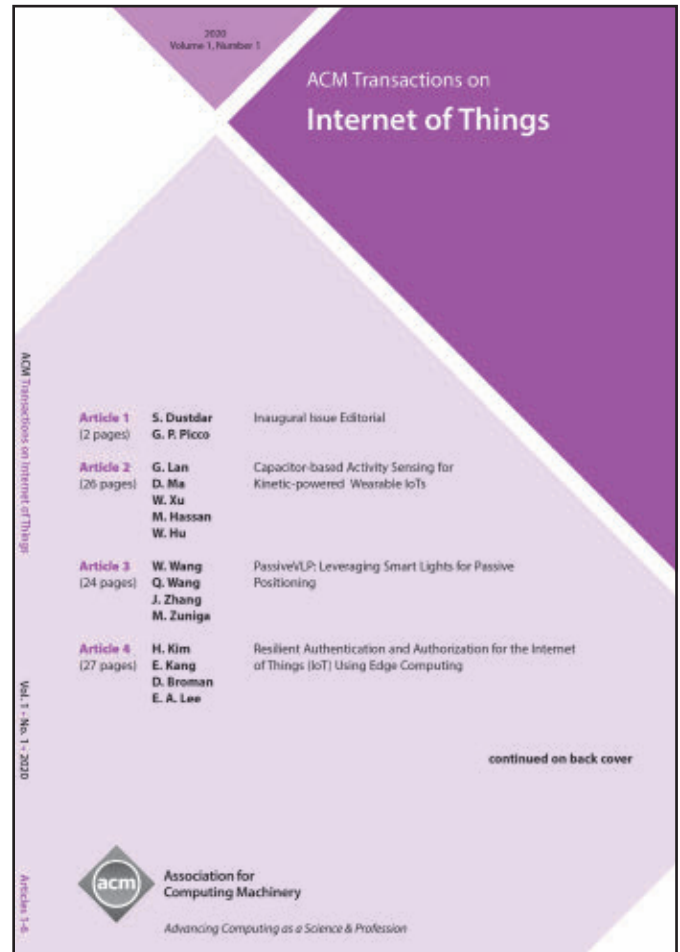 2020
Volume 1, Number 1
ACM Transactions on
Internet of Things
Article 1 S. Dustdar Inaugural Issue Editorial
(2 pages) G. P. Picco
Article 2 G. Lan Capacitor-based Activity Sensing for
(26 pages) D. Ma Kinetic-powered Wearable IoTs
W. Xu
M. Hassan
W. Hu
Article 3 W. Wang PassiveVLP: Leveraging Smart Lights for Passive
(24 pages) Q. Wang Positioning
J. Zhang
M. Zuniga
Article 4 H. Kim Resilient Authentication and Authorization for the Internet
(27 pages) E. Kang of Things (IoT) Using Edge Computing
D. Broman
E. A. Lee
continued on back cover
acm
Association for
Computing Machinery
Advancing Computing as a Science & Profession
ACM Transactions on Internet of Things
Vol. 1 • No. 1 • 2020
Articles 1-6